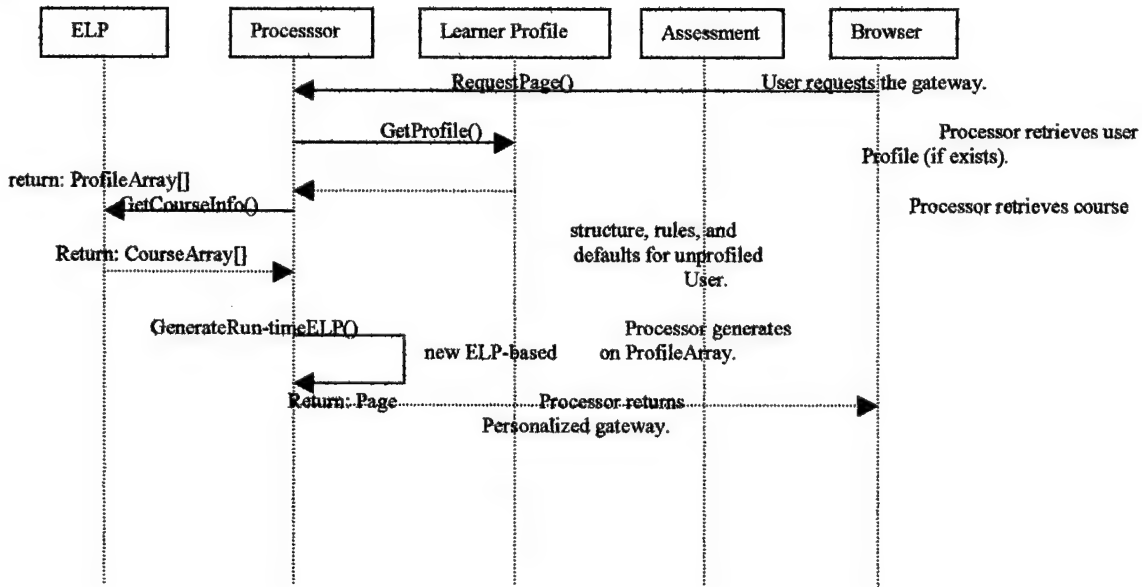 ELP
Processsor
Learner Profile
Assessment
Browser
RequestPage()
User requests the gateway.
GetProfile()
Processor retrieves user
Profile (if exists).
return: ProfileArray[]
GetCourseInfo()
Processor retrieves course
structure, rules, and
Return: CourseArray[]
defaults for unprofiled
User.
GenerateRun-timeELP()
Processor generates
new ELP-based
on ProfileArray.
Return: Page
Processor returns
Personalized gateway.